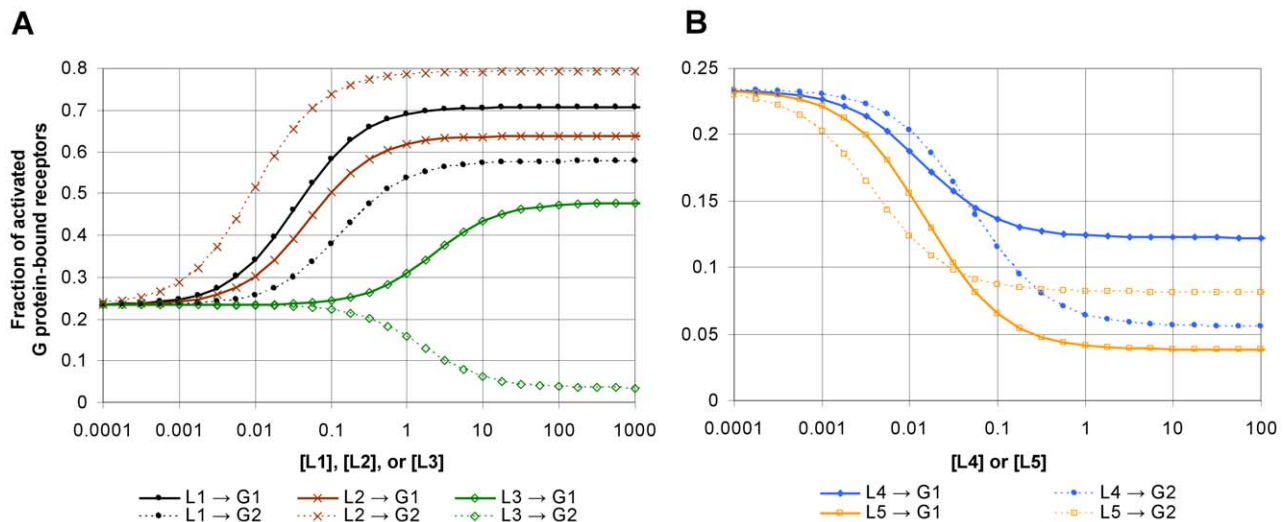 A
B
Fraction of activated
G protein-bound receptors
0.8
0.7
0.6
0.5
0.4
0.3
0.2
0.1
0
0.0001
0.001
0.01
0.1
1
10
100
1000
[L1], [L2], or [L3]
L1 → G1
L2 → G1
L3 → G1
L1 → G2
L2 → G2
L3 → G2
0.25
0.2
0.15
0.1
0.05
0
0.0001
0.001
0.01
0.1
1
10
100
[L4] or [L5]
L4 → G1
L4 → G2
L5 → G1
L5 → G2